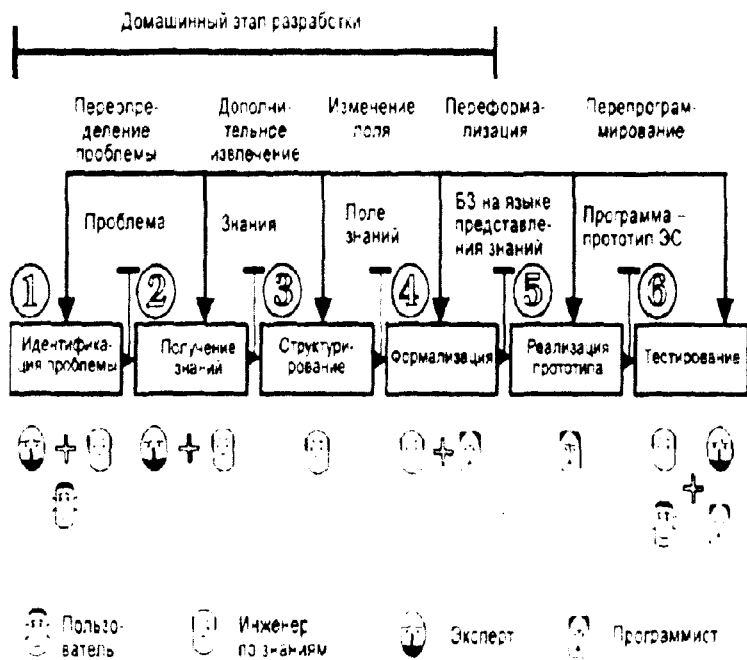 Домашинный этап разработки
Переопре-
деление
проблемы
Дополни-
тельное
извлечение
Изменение
поля
Переформа-
лизация
Перепрограм-
мирование
Проблема
Знания
Поле
знаний
БЗ на языке
представле-
ния знаний
Программа –
прототип ЭС
1
2
3
4
5
6
Идентифика-
ция проблемы
Получение
знаний
Структури-
рование
Формализация
Реализация
прототипа
Тестирование
Пользо-
ватель
Инженер
по знаниям
Эксперт
Программист